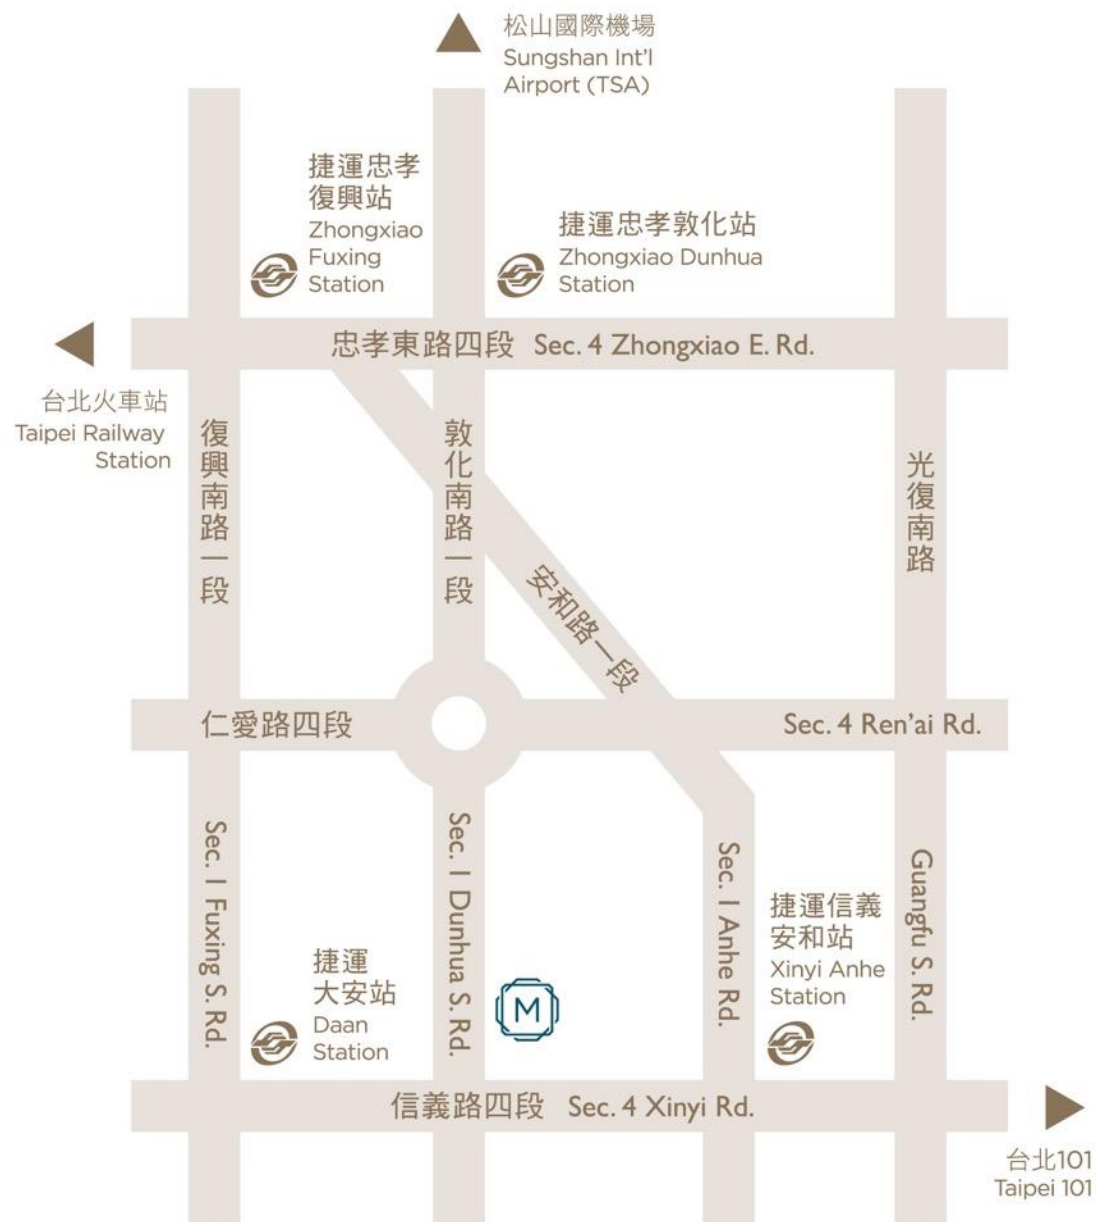 松山國際機場
Sungshan Int'l
Airport (TSA)
捷運忠孝
復興站
Zhongxiao
Fuxing
Station
捷運忠孝敦化站
Zhongxiao Dunhua
Station
忠孝東路四段 Sec. 4 Zhongxiao E. Rd.
台北火車站
Taipei Railway
Station
復興南路一段
敦化南路一段
光復南路
安和路一段
仁愛路四段
Sec. 4 Ren'ai Rd.
Sec. 1 Fuxing S. Rd.
Sec. 1 Dunhua S. Rd.
Sec. 1 Anhe Rd.
Guangfu S. Rd.
捷運
大安站
Daan
Station
M
捷運信義
安和站
Xinyi Anhe
Station
信義路四段 Sec. 4 Xinyi Rd.
台北101
Taipei 101